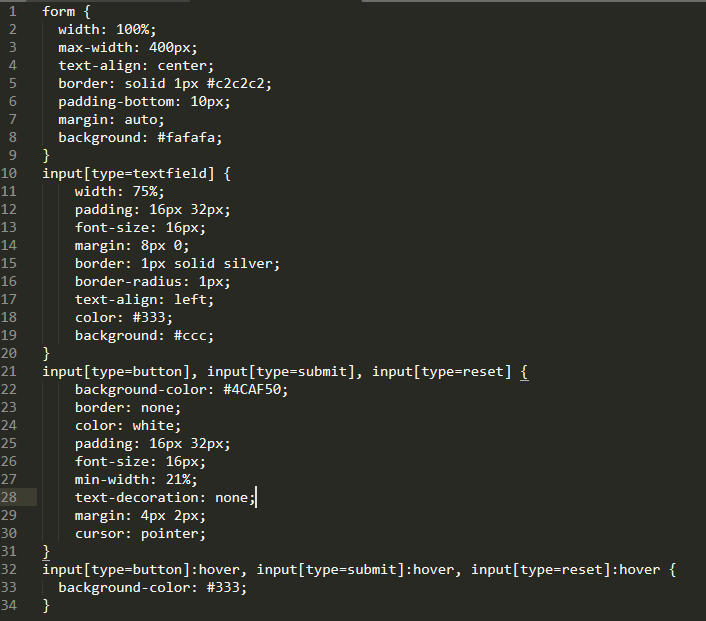 1 form {
2 width: 100%;
3 max-width: 400px;
4 text-align: center;
5 border: solid 1px #c2c2c2;
6 padding-bottom: 10px;
7 margin: auto;
8 background: #fafafa;
9 }
10 input[type=textfield] {
11 width: 75%;
12 padding: 16px 32px;
13 font-size: 16px;
14 margin: 8px 0;
15 border: 1px solid silver;
16 border-radius: 1px;
17 text-align: left;
18 color: #333;
19 background: #ccc;
20 }
21 input[type=button], input[type=submit], input[type=reset] {
22 background-color: #4CAF50;
23 border: none;
24 color: white;
25 padding: 16px 32px;
26 font-size: 16px;
27 min-width: 21%;
28 text-decoration: none;
29 margin: 4px 2px;
30 cursor: pointer;
31 }
32 input[type=button]:hover, input[type=submit]:hover, input[type=reset]:hover {
33 background-color: #333;
34 }